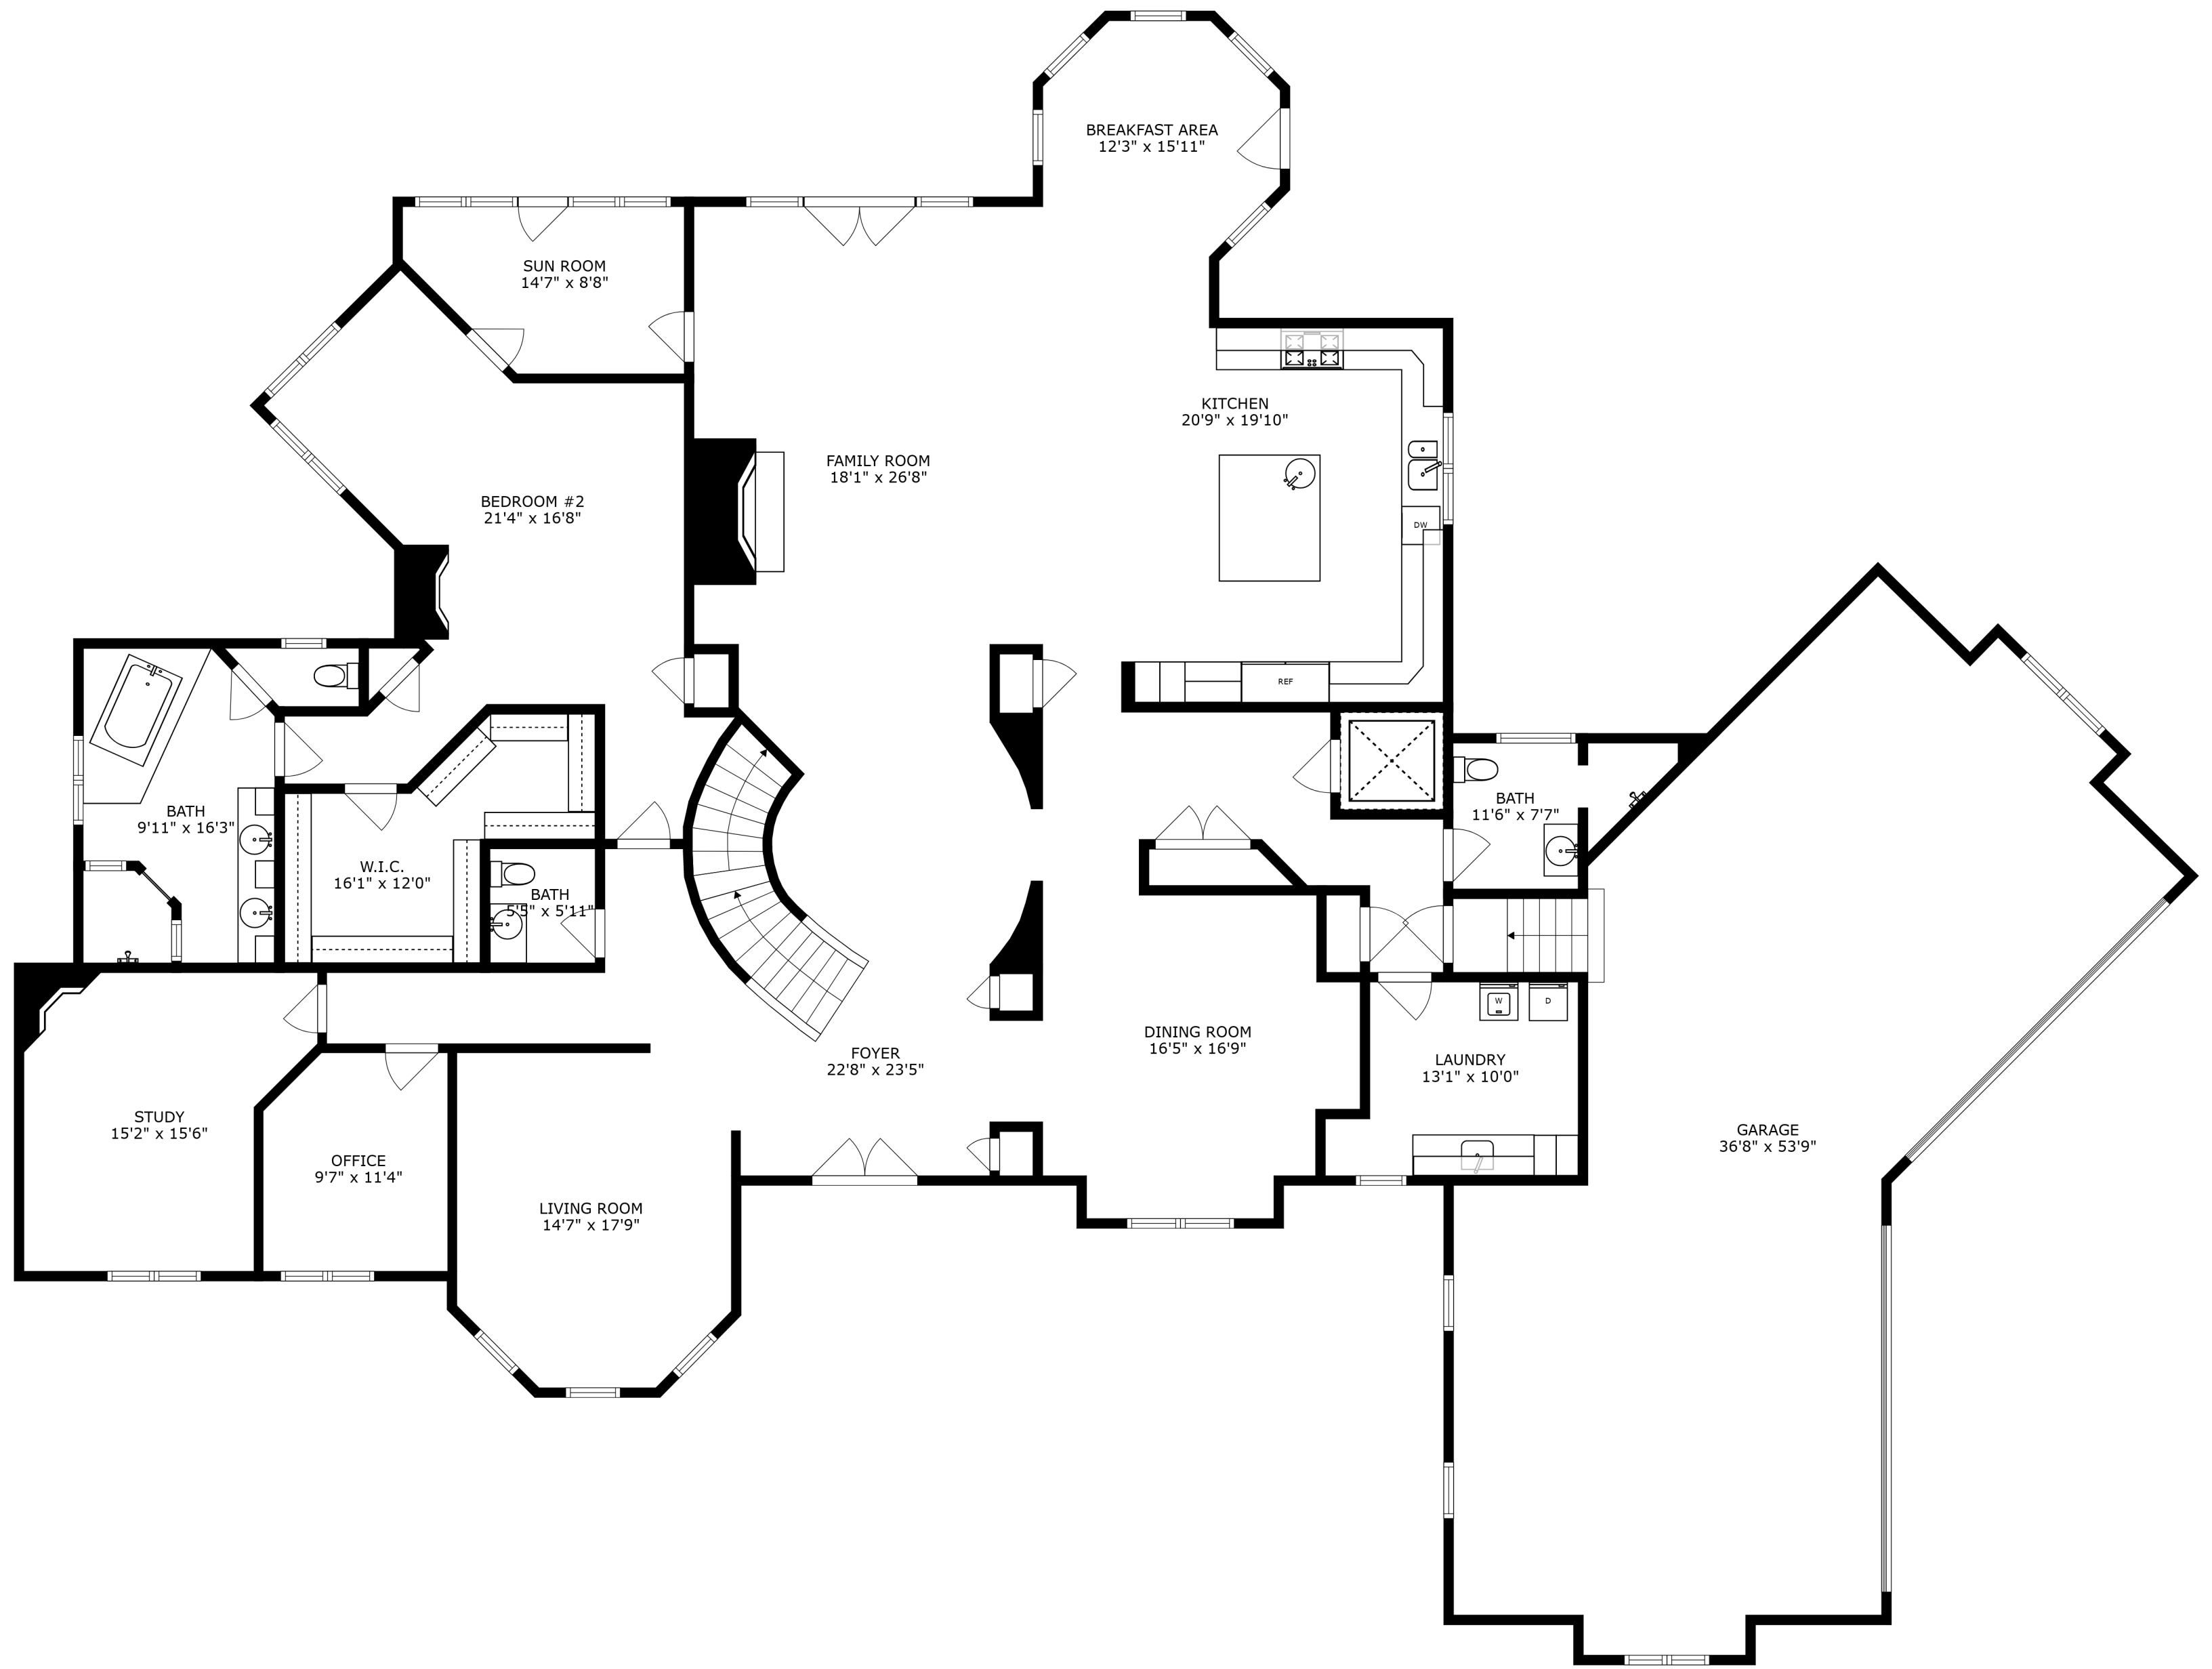 BREAKFAST AREA
12'3" x 15'11"
SUN ROOM
14'7" x 8'8"
KITCHEN
20'9" x 19'10"
FAMILY ROOM
18'1" x 26'8"
BEDROOM #2
21'4" x 16'8"
DW
REF
BATH
9'11" x 16'3"
BATH
11'6" x 7'7"
W.I.C.
16'1" x 12'0"
BATH
5'5" x 5'11"
W
D
DINING ROOM
16'5" x 16'9"
FOYER
22'8" x 23'5"
LAUNDRY
13'1" x 10'0"
STUDY
15'2" x 15'6"
GARAGE
36'8" x 53'9"
OFFICE
9'7" x 11'4"
LIVING ROOM
14'7" x 17'9"